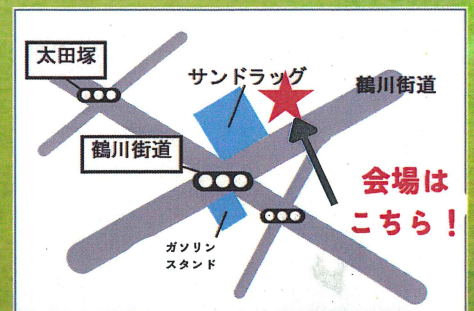 太田塚
サンドラッグ
鶴川街道
鶴川街道
会場は
こちら！
ガソリン
スタンド